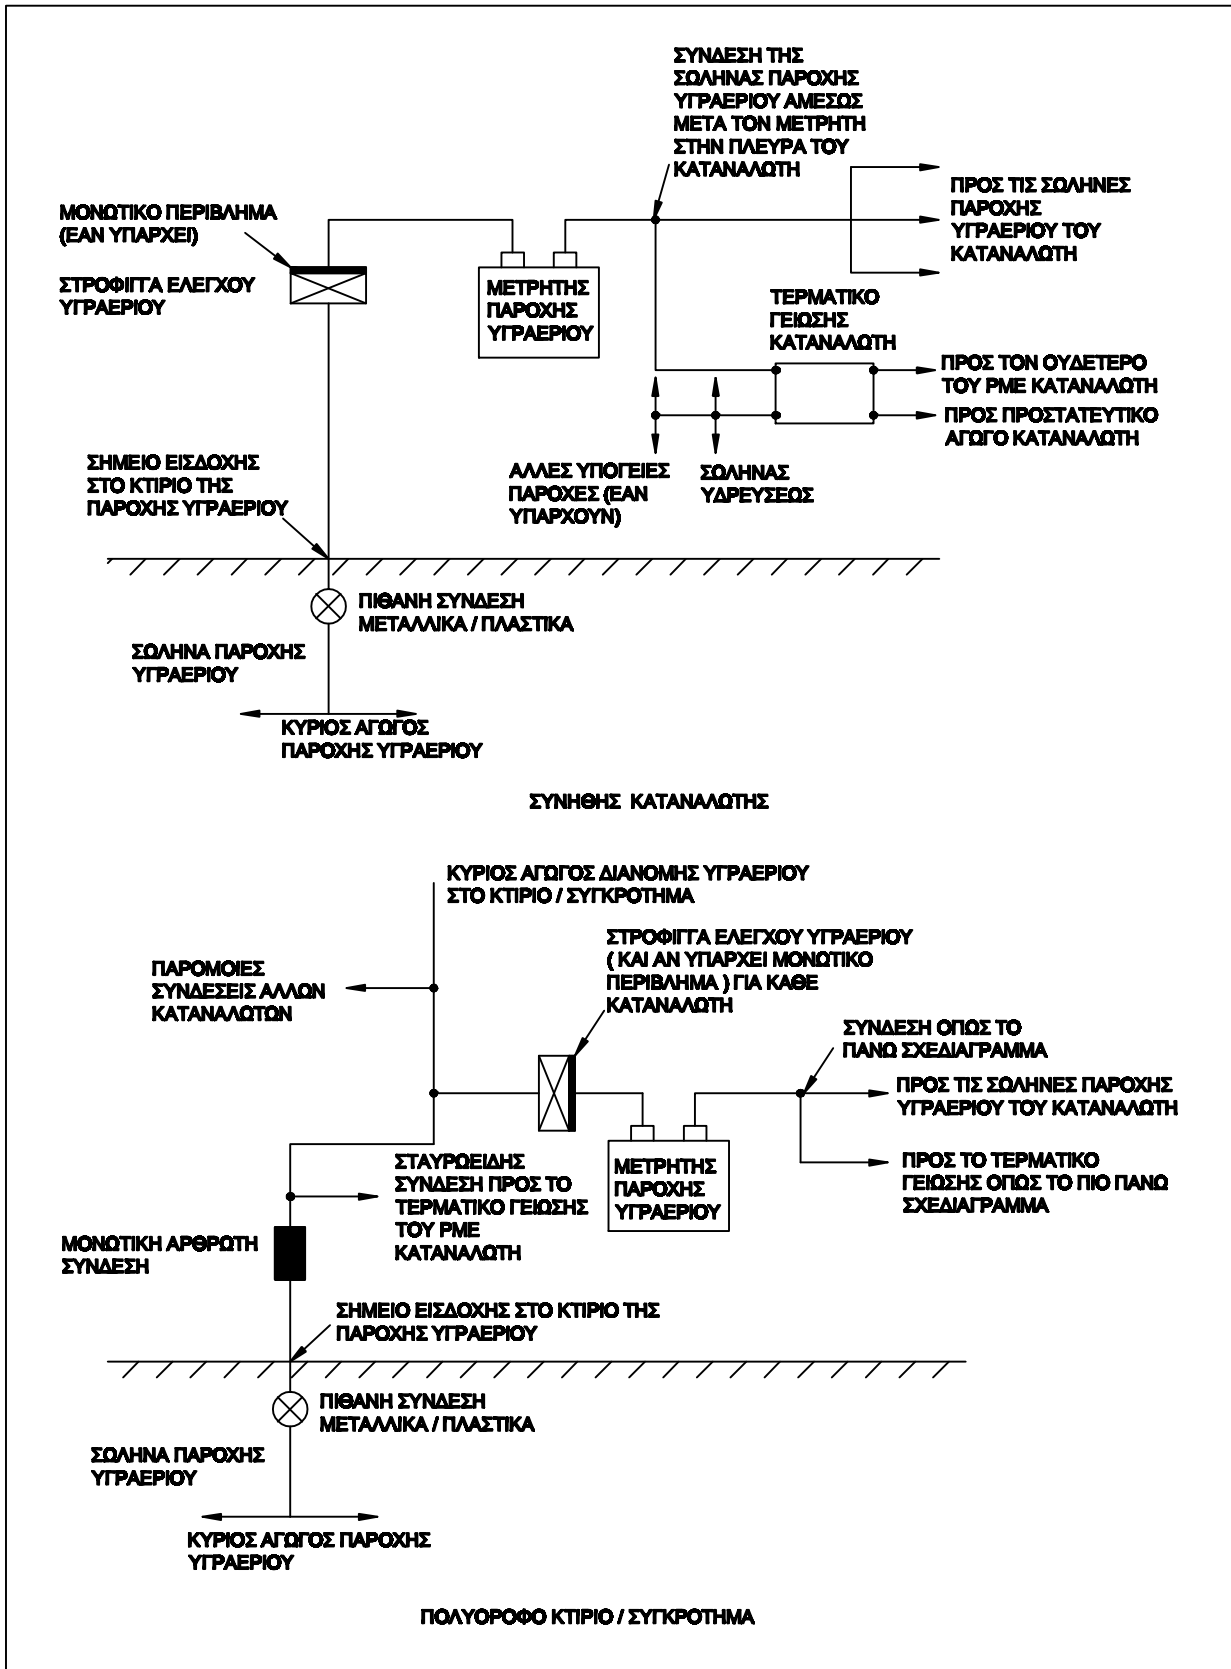 ΣΥΝΔΕΣΗ ΤΗΣ
ΣΩΛΗΝΑΣ ΠΑΡΟΧΗΣ
ΥΓΡΑΕΡΙΟΥ ΑΜΕΣΩΣ
ΜΕΤΑ ΤΟΝ ΜΕΤΡΗΤΗ
ΣΤΗΝ ΠΛΕΥΡΑ ΤΟΥ
ΚΑΤΑΝΑΛΩΤΗ
ΜΟΝΩΤΙΚΟ ΠΕΡΙΒΛΗΜΑ
(ΕΑΝ ΥΠΑΡΧΕΙ)
ΣΤΡΟΦΙΓΓΑ ΕΛΕΓΧΟΥ
ΥΓΡΑΕΡΙΟΥ
ΜΕΤΡΗΤΗΣ
ΠΑΡΟΧΗΣ
ΥΓΡΑΕΡΙΟΥ
ΠΡΟΣ ΤΙΣ ΣΩΛΗΝΕΣ
ΠΑΡΟΧΗΣ
ΥΓΡΑΕΡΙΟΥ ΤΟΥ
ΚΑΤΑΝΑΛΩΤΗ
ΤΕΡΜΑΤΙΚΟ
ΓΕΙΩΣΗΣ
ΚΑΤΑΝΑΛΩΤΗ
ΠΡΟΣ ΤΟΝ ΟΥΔΕΤΕΡΟ
ΤΟΥ PME ΚΑΤΑΝΑΛΩΤΗ
ΠΡΟΣ ΠΡΟΣΤΑΤΕΥΤΙΚΟ
ΑΓΩΓΟ ΚΑΤΑΝΑΛΩΤΗ
ΣΗΜΕΙΟ ΕΙΣΔΟΧΗΣ
ΣΤΟ ΚΤΙΡΙΟ ΤΗΣ
ΠΑΡΟΧΗΣ ΥΓΡΑΕΡΙΟΥ
ΑΛΛΕΣ ΥΠΟΓΕΙΕΣ
ΠΑΡΟΧΕΣ (ΕΑΝ
ΥΠΑΡΧΟΥΝ)
ΣΩΛΗΝΑΣ
ΥΔΡΕΥΣΕΩΣ
ΠΙΘΑΝΗ ΣΥΝΔΕΣΗ
ΜΕΤΑΛΛΙΚΑ / ΠΛΑΣΤΙΚΑ
ΣΩΛΗΝΑ ΠΑΡΟΧΗΣ
ΥΓΡΑΕΡΙΟΥ
ΚΥΡΙΟΣ ΑΓΩΓΟΣ
ΠΑΡΟΧΗΣ ΥΓΡΑΕΡΙΟΥ
ΣΥΝΗΘΗΣ ΚΑΤΑΝΑΛΩΤΗΣ
ΚΥΡΙΟΣ ΑΓΩΓΟΣ ΔΙΑΝΟΜΗΣ ΥΓΡΑΕΡΙΟΥ
ΣΤΟ ΚΤΙΡΙΟ / ΣΥΓΚΡΟΤΗΜΑ
ΣΤΡΟΦΙΓΓΑ ΕΛΕΓΧΟΥ ΥΓΡΑΕΡΙΟΥ
( ΚΑΙ ΑΝ ΥΠΑΡΧΕΙ ΜΟΝΩΤΙΚΟ
ΠΕΡΙΒΛΗΜΑ ) ΓΙΑ ΚΑΘΕ
ΚΑΤΑΝΑΛΩΤΗ
ΠΑΡΟΜΟΙΕΣ
ΣΥΝΔΕΣΕΙΣ ΑΛΛΩΝ
ΚΑΤΑΝΑΛΩΤΩΝ
ΣΥΝΔΕΣΗ ΟΠΩΣ ΤΟ
ΠΑΝΩ ΣΧΕΔΙΑΓΡΑΜΜΑ
ΠΡΟΣ ΤΙΣ ΣΩΛΗΝΕΣ ΠΑΡΟΧΗΣ
ΥΓΡΑΕΡΙΟΥ ΤΟΥ ΚΑΤΑΝΑΛΩΤΗ
ΣΤΑΥΡΩΕΙΔΗΣ
ΣΥΝΔΕΣΗ ΠΡΟΣ ΤΟ
ΤΕΡΜΑΤΙΚΟ ΓΕΙΩΣΗΣ
ΤΟΥ PME
ΚΑΤΑΝΑΛΩΤΗ
ΜΕΤΡΗΤΗΣ
ΠΑΡΟΧΗΣ
ΥΓΡΑΕΡΙΟΥ
ΠΡΟΣ ΤΟ ΤΕΡΜΑΤΙΚΟ
ΓΕΙΩΣΗΣ ΟΠΩΣ ΤΟ ΠΙΟ ΠΑΝΩ
ΣΧΕΔΙΑΓΡΑΜΜΑ
ΜΟΝΩΤΙΚΗ ΑΡΘΡΩΤΗ
ΣΥΝΔΕΣΗ
ΣΗΜΕΙΟ ΕΙΣΔΟΧΗΣ ΣΤΟ ΚΤΙΡΙΟ ΤΗΣ
ΠΑΡΟΧΗΣ ΥΓΡΑΕΡΙΟΥ
ΠΙΘΑΝΗ ΣΥΝΔΕΣΗ
ΜΕΤΑΛΛΙΚΑ / ΠΛΑΣΤΙΚΑ
ΣΩΛΗΝΑ ΠΑΡΟΧΗΣ
ΥΓΡΑΕΡΙΟΥ
ΚΥΡΙΟΣ ΑΓΩΓΟΣ ΠΑΡΟΧΗΣ
ΥΓΡΑΕΡΙΟΥ
ΠΟΛΥΟΡΟΦΟ ΚΤΙΡΙΟ / ΣΥΓΚΡΟΤΗΜΑ